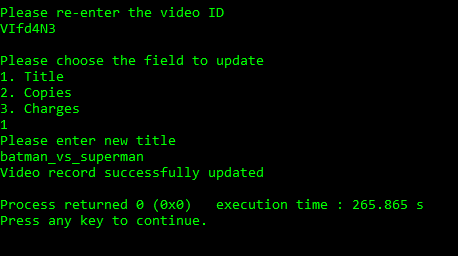 Please re-enter the video ID
VIfd4N3
Please choose the field to update
1. Title
2. Copies
3. Charges
1
Please enter new title
batman_vs_superman
Video record successfully updated
Process returned 0 (0x0)   execution time : 265.865 s
Press any key to continue.